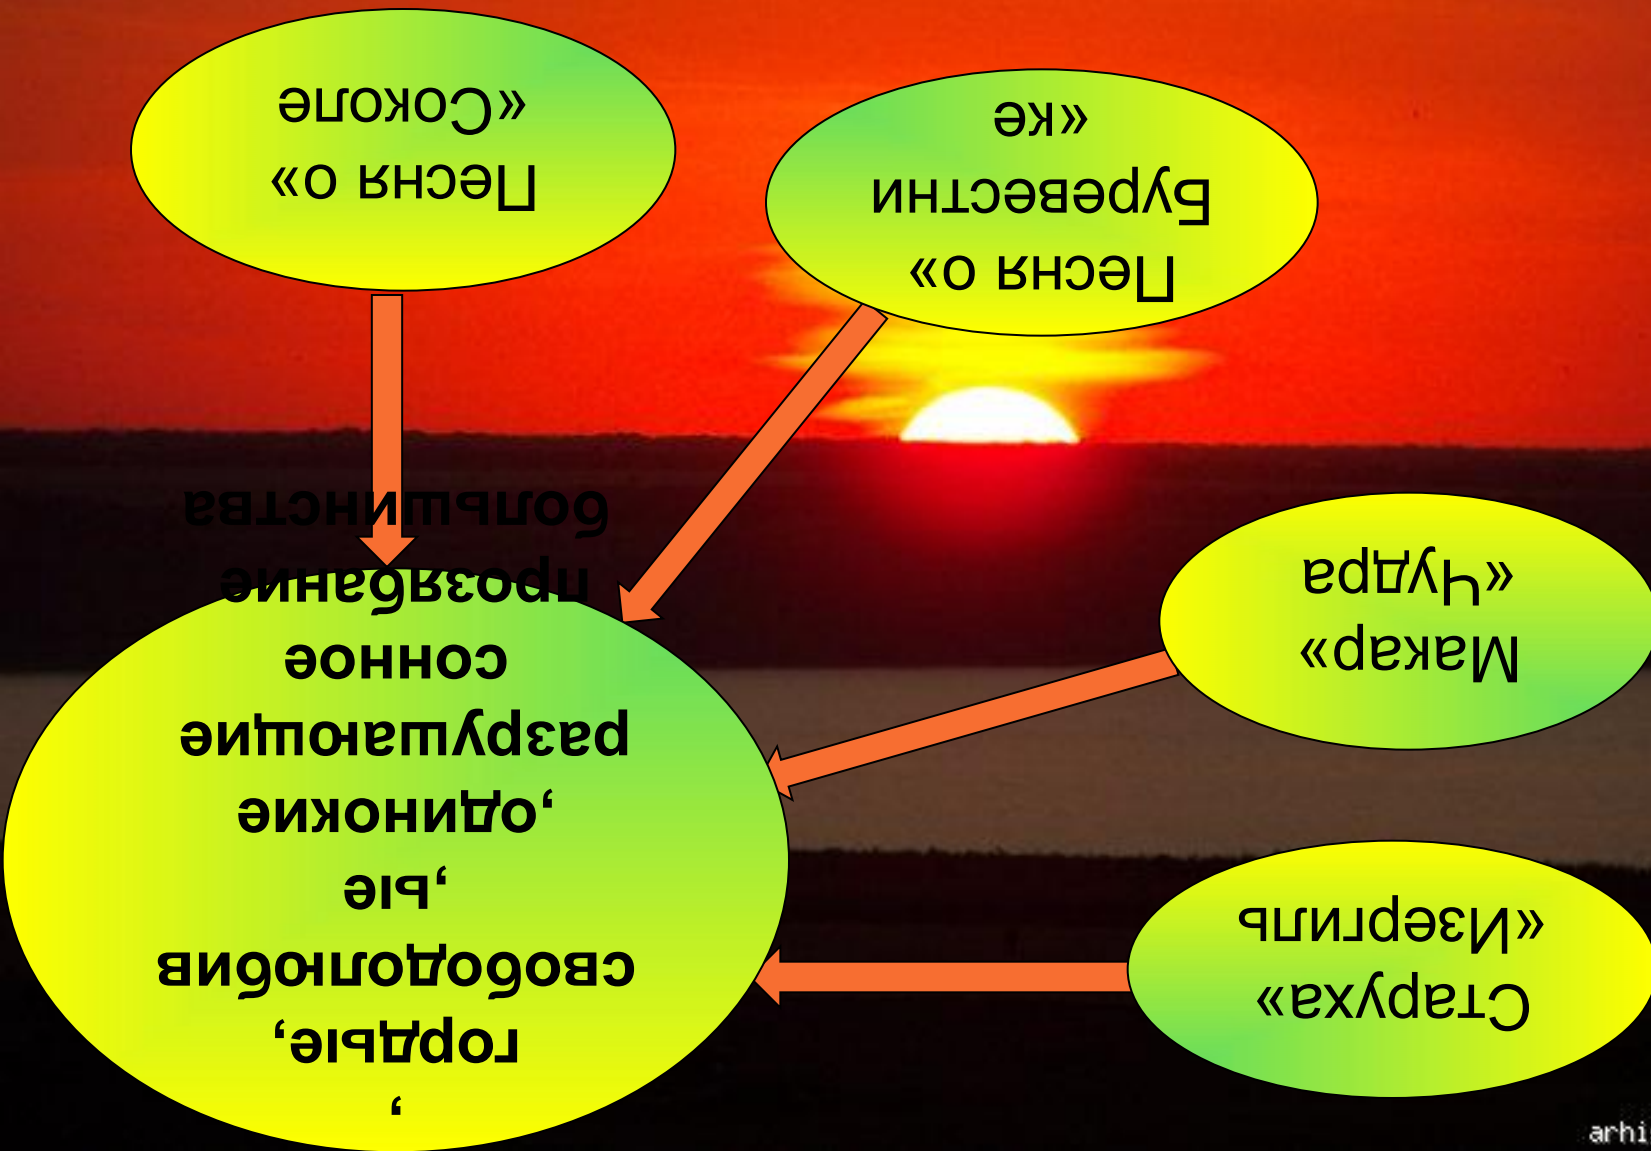 Песня о»
«Соколе
Песня о»
Буревестни
«ке
Макар»
«Чудра
Старуха»
«Изергиль
,
гордые,
свободолюбив
,ые
,одинокие
разрушающие
сонное
прозябание
большинства
arhi